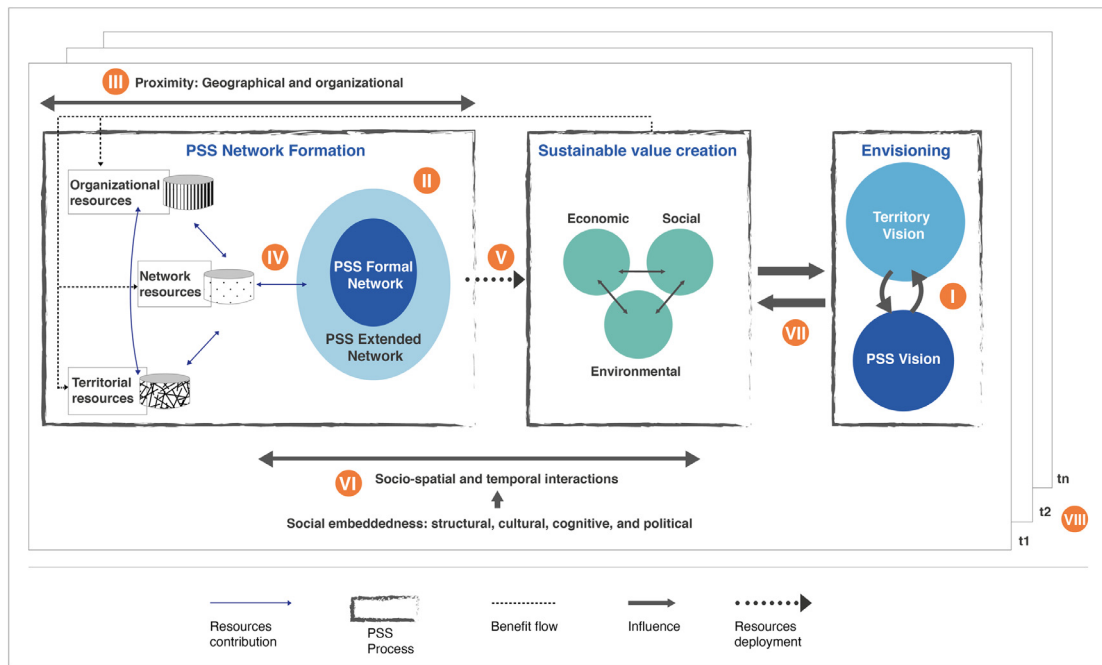 III
Proximity: Geographical and organizational
PSS Network Formation
Sustainable value creation
Envisioning
II
Organizational
resources
Territory
Vision
Economic
Social
IV
V
Network
resources
PSS Formal
Network
I
VII
PSS Extended
Network
PSS Vision
Environmental
Territorial
resources
VI
Socio-spatial and temporal interactions
Social embeddedness: structural, cultural, cognitive, and political
tn
t2
VIII
t1
Resources
contribution
PSS
Process
Benefit flow
Influence
Resources
deployment